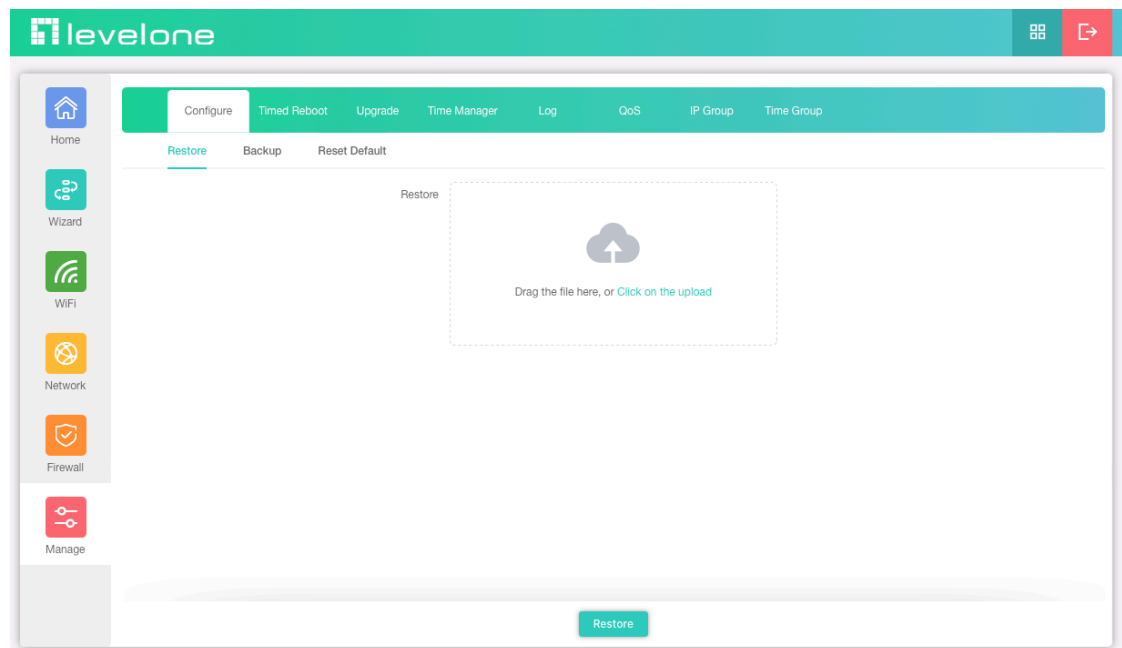 levelone
Home
Wizard
WiFi
Network
Firewall
Manage
Configure Timed Reboot Upgrade Time Manager Log QoS IP Group Time Group
Restore Backup Reset Default
Restore
Drag the file here, or Click on the upload
Restore